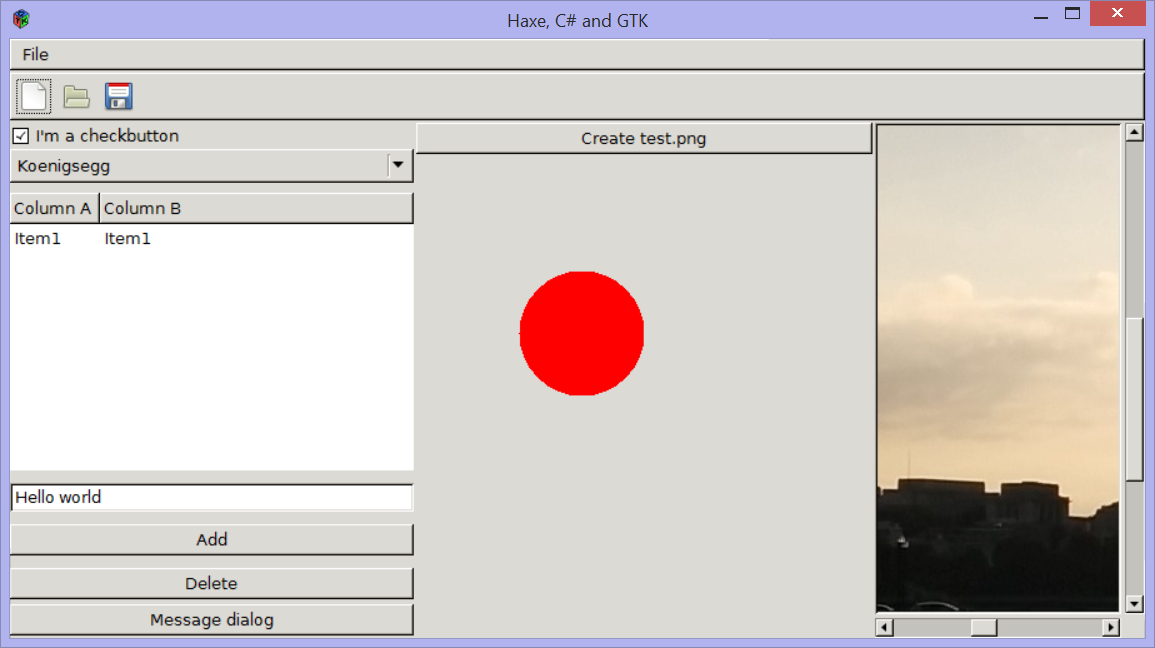 Haxe, C# and GTK
File
I'm a checkbutton
Koenigsegg
Column A Column B
Item1 Item1
Hello world
Add
Delete
Message dialog
Create test.png